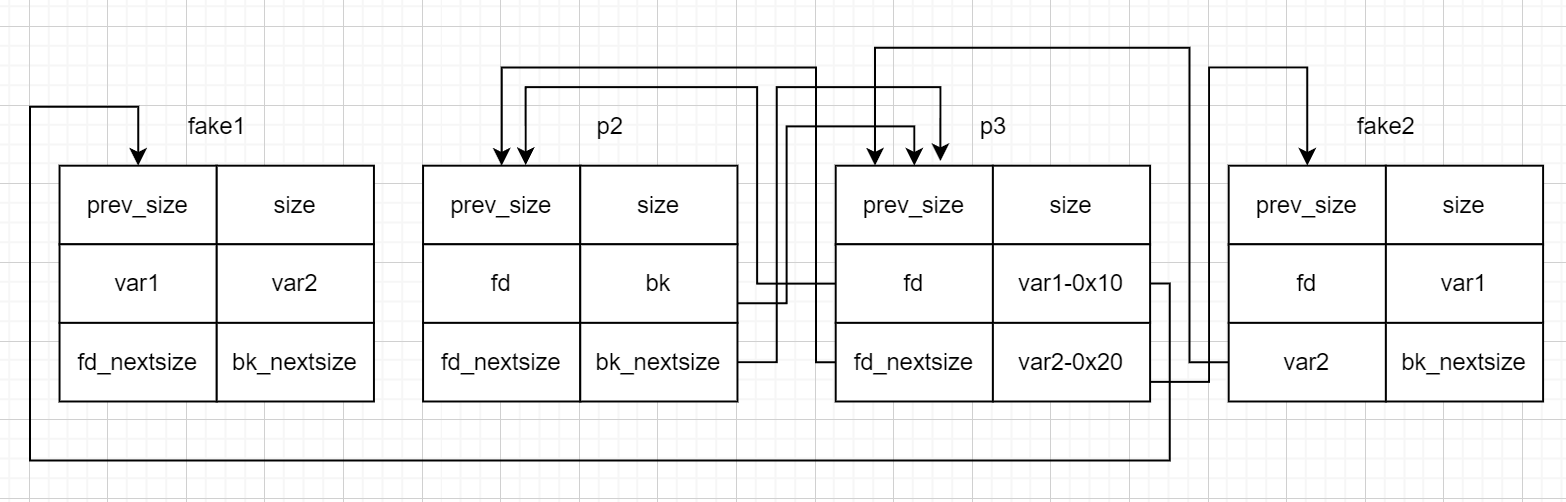 fake1 p2 p3 fake2
prev_size size prev_size size prev_size size prev_size size
var1 var2 fd bk fd var1-0x10 fd var1
fd_nextsize bk_nextsize fd_nextsize bk_nextsize fd_nextsize var2-0x20 var2 bk_nextsize